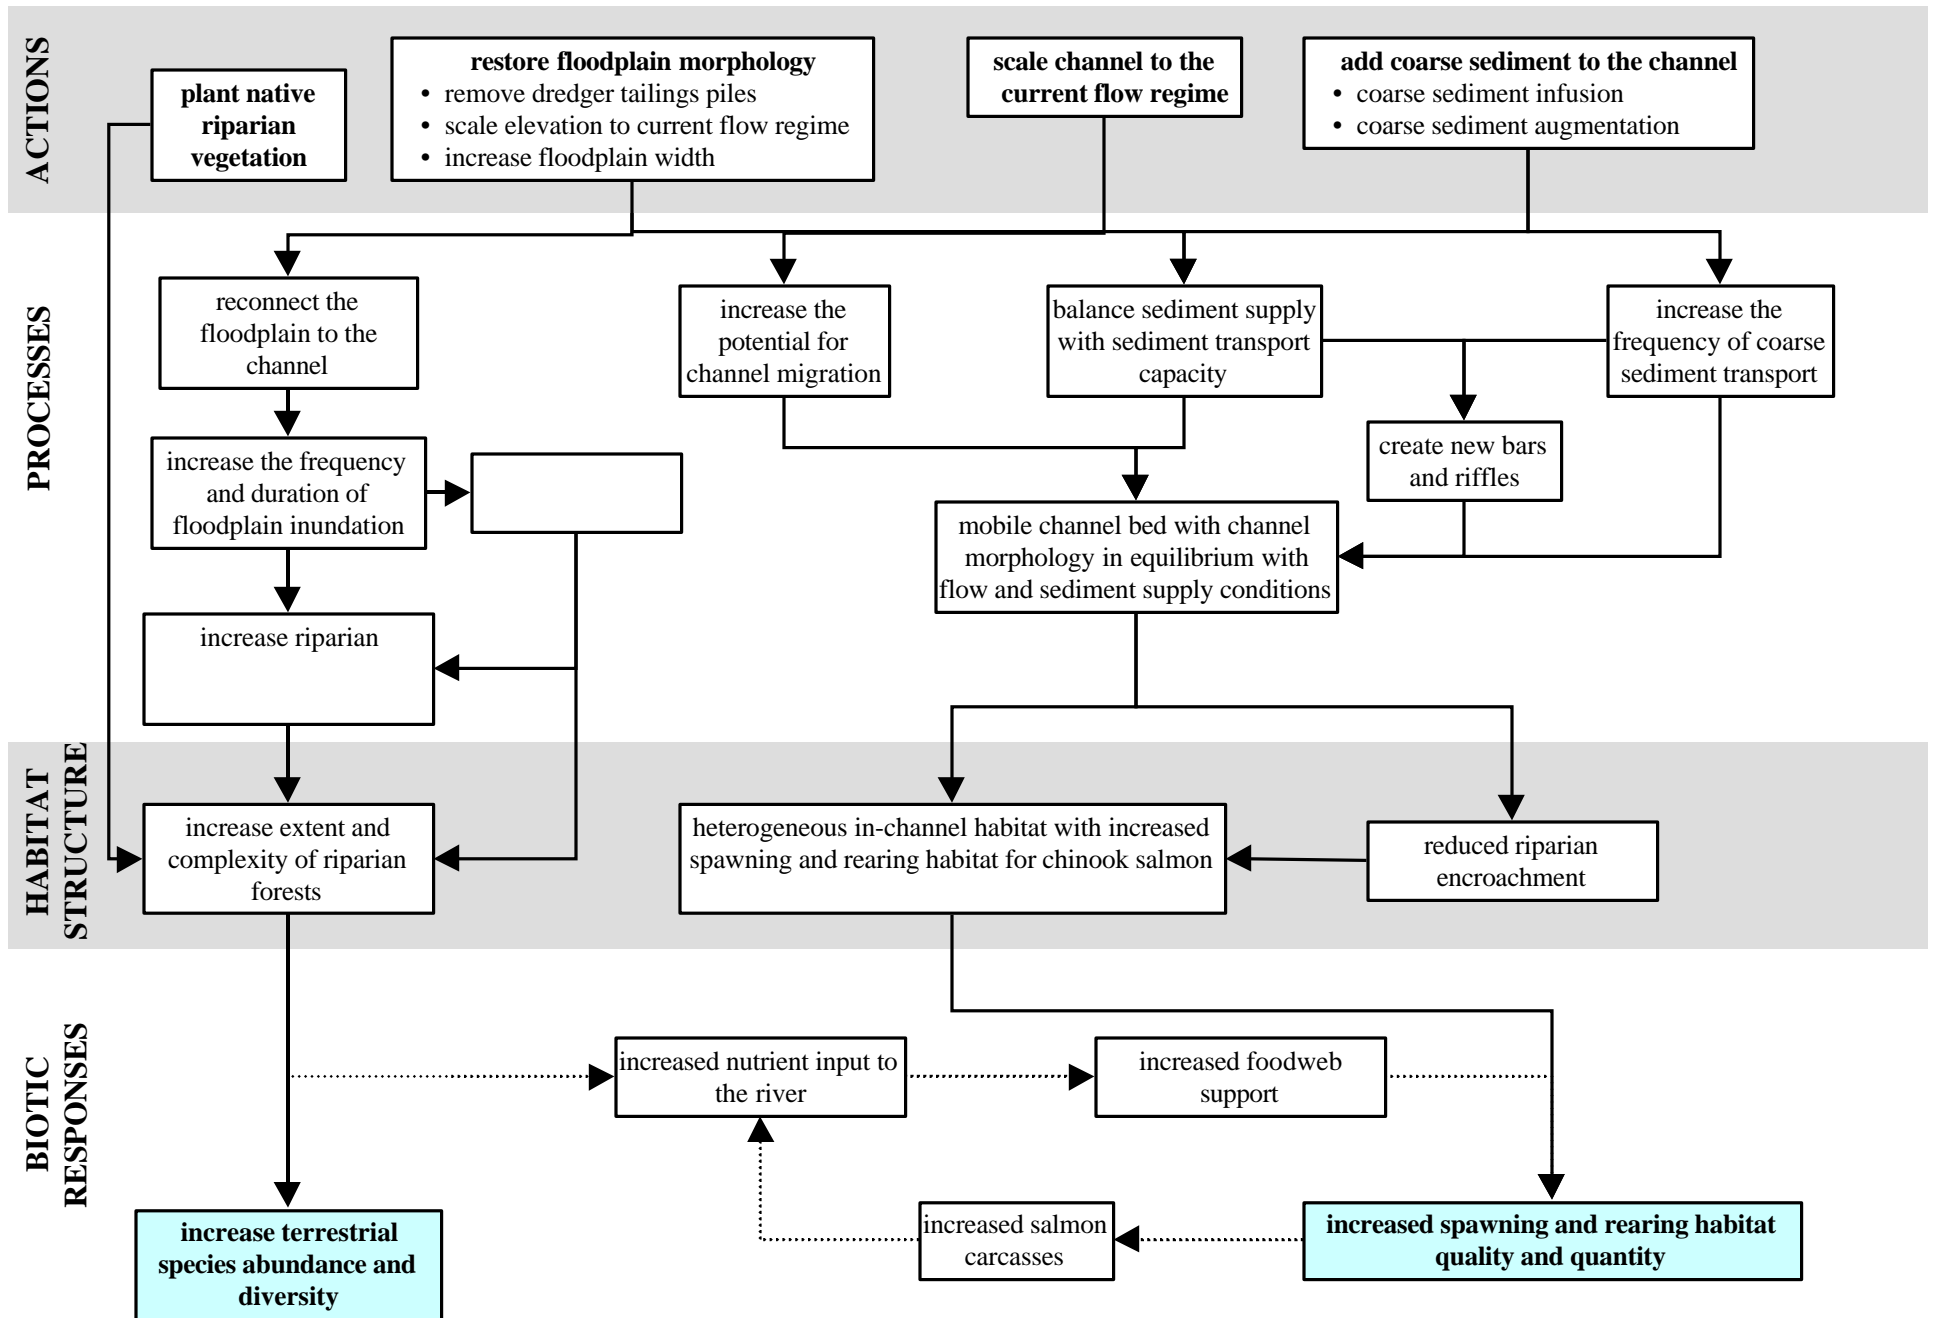 ACTIONS
plant native
riparian
vegetation
restore floodplain morphology
• remove dredger tailings piles
• scale elevation to current flow regime
• increase floodplain width
scale channel to the
current flow regime
add coarse sediment to the channel
• coarse sediment infusion
• coarse sediment augmentation
PROCESSES
reconnect the
floodplain to the
channel
increase the
potential for
channel migration
balance sediment supply
with sediment transport
capacity
increase the
frequency of coarse
sediment transport
increase the frequency
and duration of
floodplain inundation
create new bars
and riffles
mobile channel bed with channel
morphology in equilibrium with
flow and sediment supply conditions
increase riparian
HABITAT
STRUCTURE
increase extent and
complexity of riparian
forests
heterogeneous in-channel habitat with increased
spawning and rearing habitat for chinook salmon
reduced riparian
encroachment
BIOTIC
RESPONSES
increased nutrient input to
the river
increased foodweb
support
increase terrestrial
species abundance and
diversity
increased salmon
carcasses
increased spawning and rearing habitat
quality and quantity